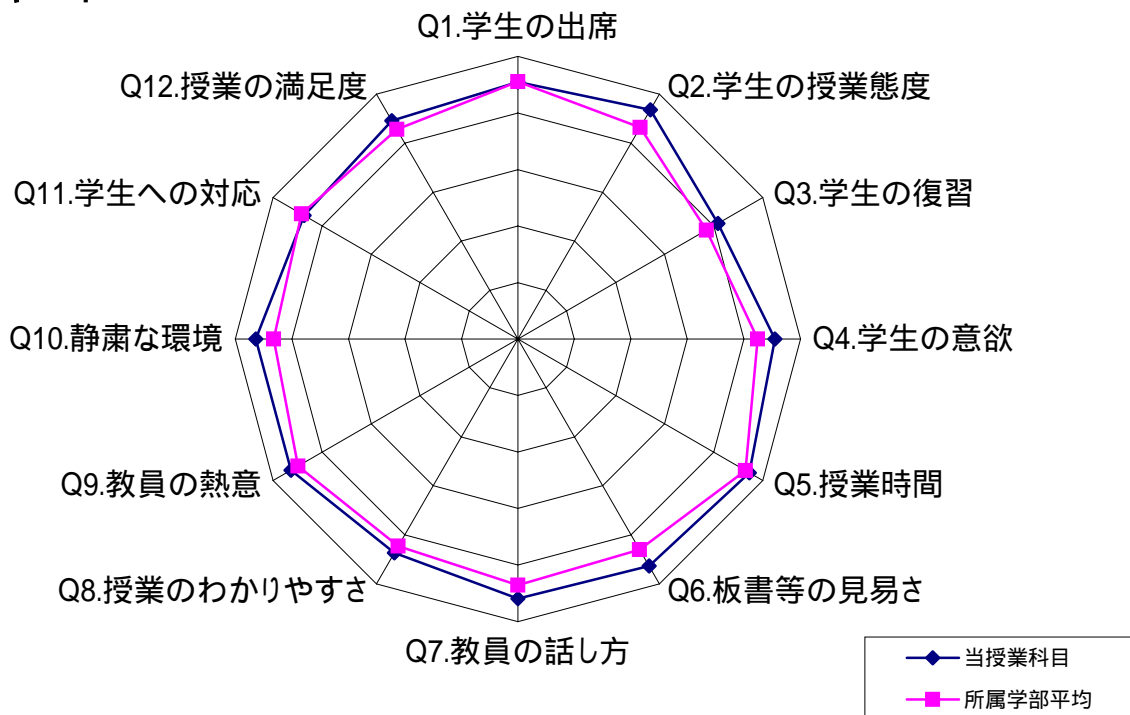 Q1.学生の出席
Q2.学生の授業態度
Q3.学生の復習
Q4.学生の意欲
Q5.授業時間
Q6.板書等の見易さ
Q7.教員の話し方
Q8.授業のわかりやすさ
Q9.教員の熱意
Q10.静粛な環境
Q11.学生への対応
Q12.授業の満足度
当授業科目
所属学部平均